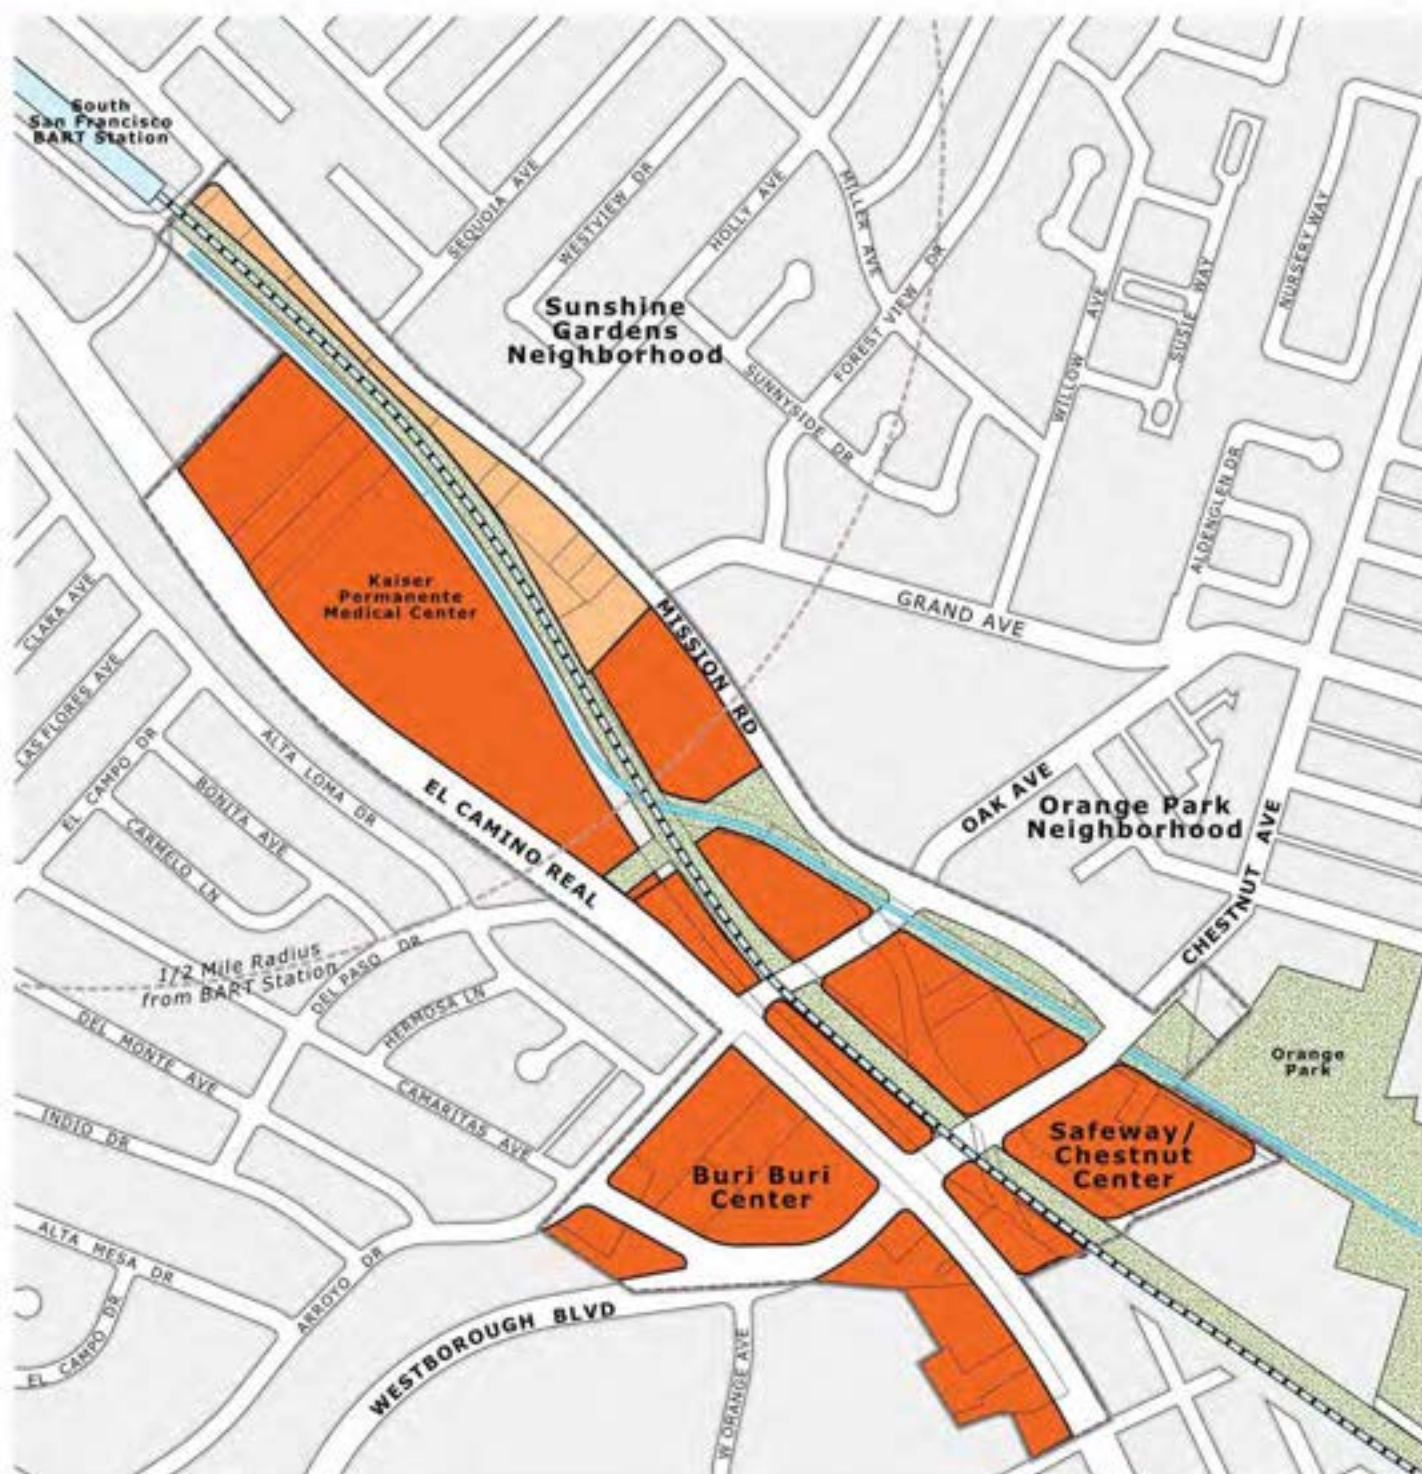 South
San Francisco
BART Station
SEQUOIA AVE
WESTVIEW DR
HOLLY AVE
MILLER AVE
FOREST VIEW DR
WILLOW AVE
SUSIE WAY
NURSERY WAY
Sunshine
Gardens
Neighborhood
SUNNYSIDE DR
ALDENGLEN DR
Kaiser
Permanente
Medical Center
MISSION RD
GRAND AVE
CLARA AVE
LAS FLORES AVE
EL CAMPO DR
ALTA LOMA DR
BONITA AVE
CARMELO LN
EL CAMINO REAL
OAK AVE
Orange Park
Neighborhood
CHESTNUT AVE
1/2 Mile Radius
from BART Station
DEL PASO DR
HERMOSA LN
DEL MONTE AVE
CAMARITAS AVE
INDIO DR
Orange
Park
Safeway/
Chestnut
Center
Buri Buri
Center
ALTA MESA DR
ARROYO DR
EL CAMPO DR
WESTBOROUGH BLVD
W ORANGE AVE